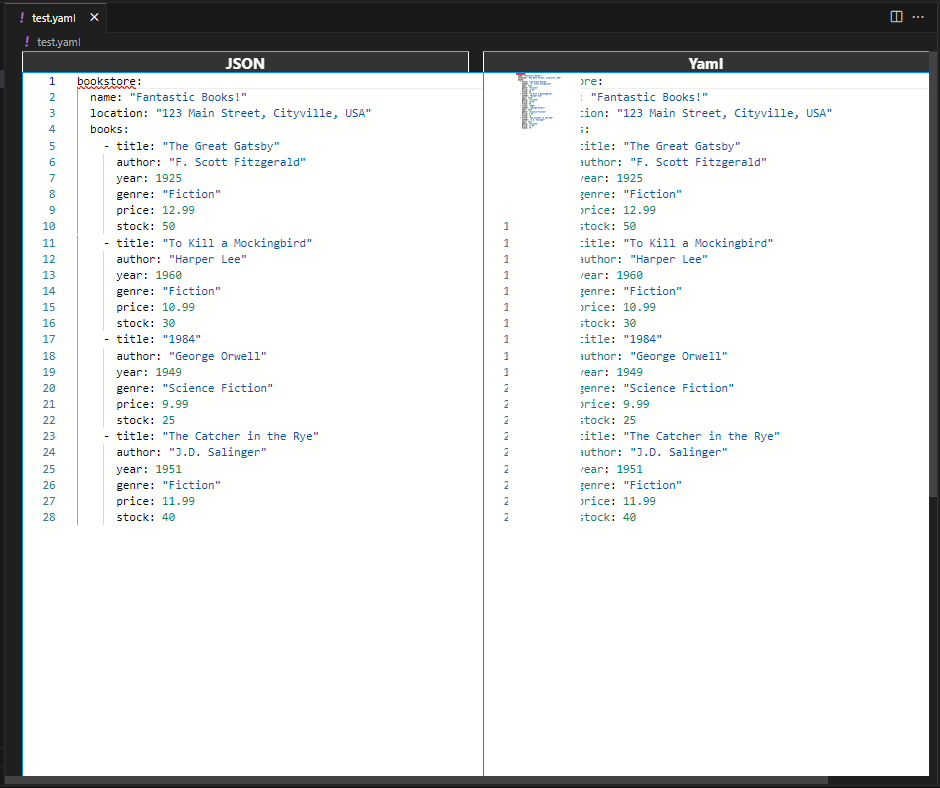 ! test.yaml ×
! test.yaml
JSON
1 bookstore:
2 name: "Fantastic Books!"
3 location: "123 Main Street, Cityville, USA"
4 books:
5 - title: "The Great Gatsby"
6 author: "F. Scott Fitzgerald"
7 year: 1925
8 genre: "Fiction"
9 price: 12.99
10 stock: 50
11 - title: "To Kill a Mockingbird"
12 author: "Harper Lee"
13 year: 1960
14 genre: "Fiction"
15 price: 10.99
16 stock: 30
17 - title: "1984"
18 author: "George Orwell"
19 year: 1949
20 genre: "Science Fiction"
21 price: 9.99
22 stock: 25
23 - title: "The Catcher in the Rye"
24 author: "J.D. Salinger"
25 year: 1951
26 genre: "Fiction"
27 price: 11.99
28 stock: 40
Yaml
ore:
: "Fantastic Books!"
tion: "123 Main Street, Cityville, USA"
s:
title: "The Great Gatsby"
author: "F. Scott Fitzgerald"
year: 1925
genre: "Fiction"
price: 12.99
1 stock: 50
1 title: "To Kill a Mockingbird"
1 author: "Harper Lee"
1 year: 1960
1 genre: "Fiction"
1 price: 10.99
1 stock: 30
1 title: "1984"
1 author: "George Orwell"
1 year: 1949
2 genre: "Science Fiction"
2 price: 9.99
2 stock: 25
2 title: "The Catcher in the Rye"
2 author: "J.D. Salinger"
2 year: 1951
2 genre: "Fiction"
2 price: 11.99
2 stock: 40